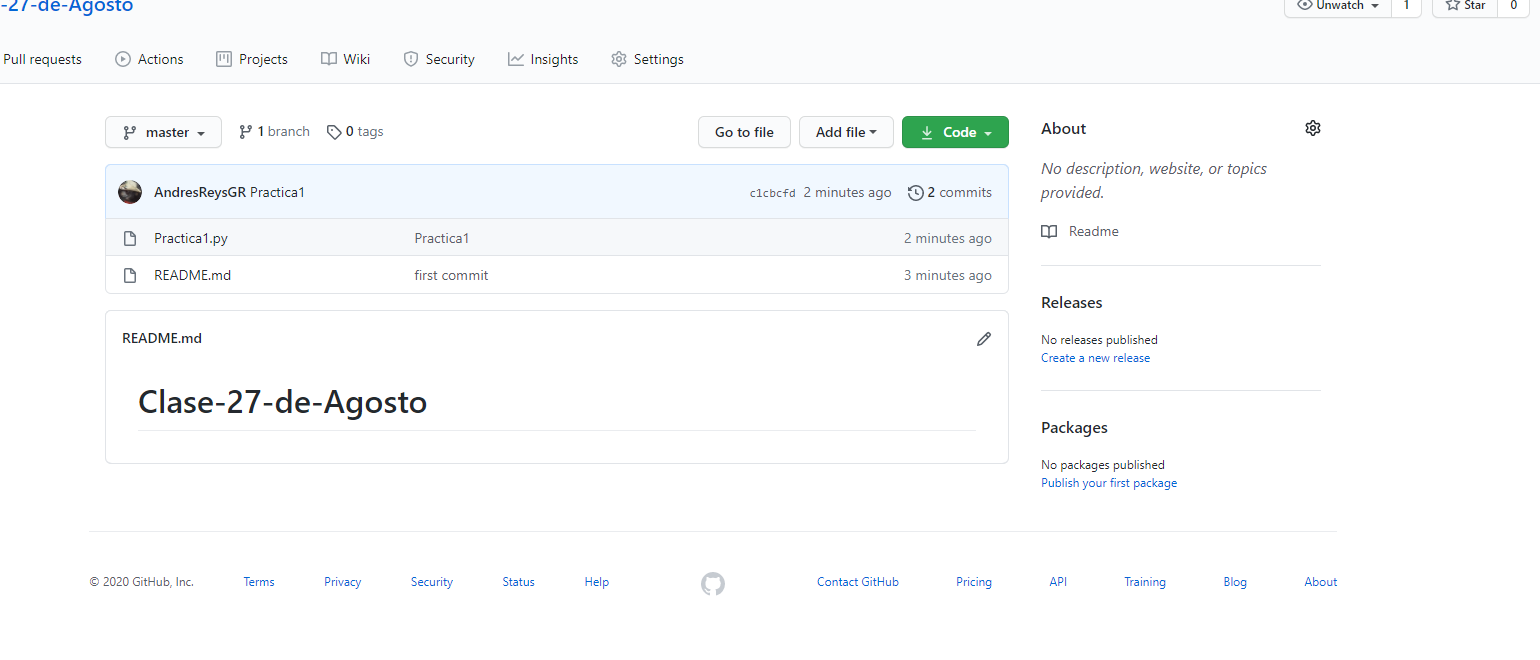 -27-de-Agosto
Unwatch 1 Star 0
Pull requests Actions Projects Wiki Security Insights Settings
master 1 branch 0 tags Go to file Add file Code
AndresReysGR Practica1 c1cbcfd 2 minutes ago 2 commits
Practica1.py Practica1 2 minutes ago
README.md first commit 3 minutes ago
README.md
Clase-27-de-Agosto
About
No description, website, or topics
provided.
Readme
Releases
No releases published
Create a new release
Packages
No packages published
Publish your first package
© 2020 GitHub, Inc. Terms Privacy Security Status Help Contact GitHub Pricing API Training Blog About